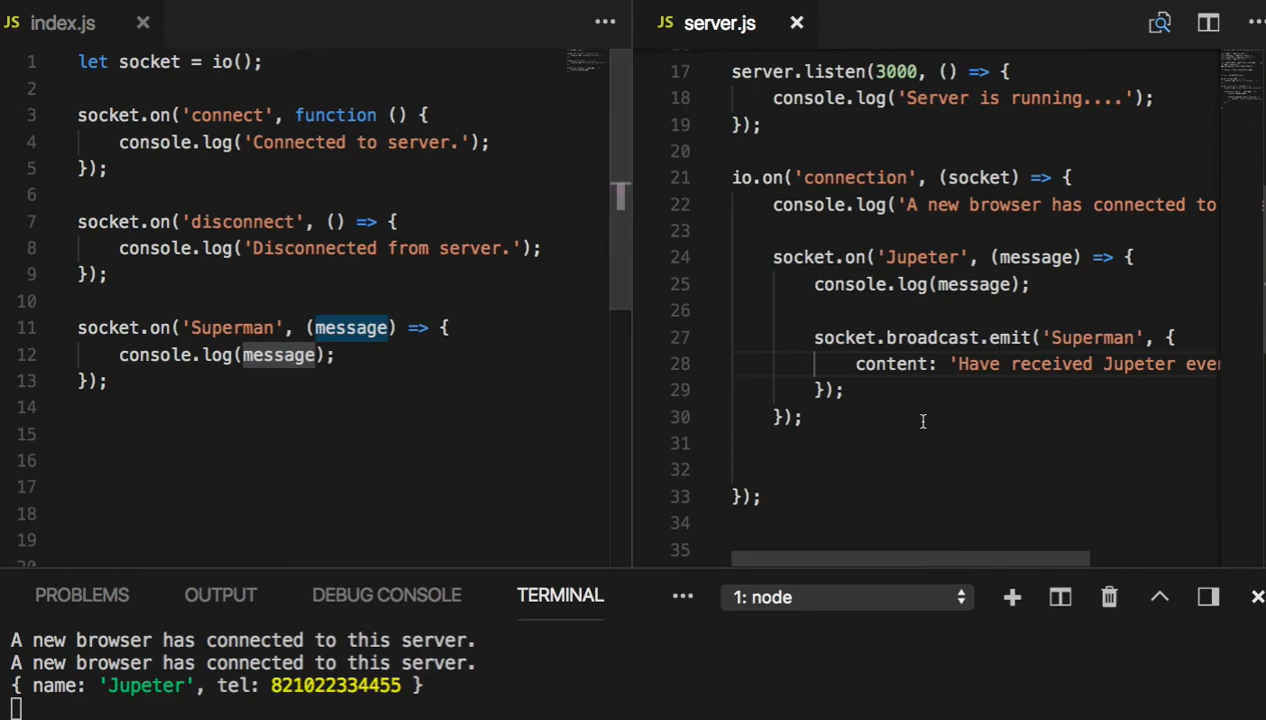 JS index.js ×
1 let socket = io();
2
3 socket.on('connect', function () {
4 console.log('Connected to server.');
5 });
6
7 socket.on('disconnect', () => {
8 console.log('Disconnected from server.');
9 });
10
11 socket.on('Superman', (message) => {
12 console.log(message);
13 });
14
15
16
17
18
19
20
JS server.js ×
17 server.listen(3000, () => {
18 console.log('Server is running....');
19 });
20
21 io.on('connection', (socket) => {
22 console.log('A new browser has connected to
23
24 socket.on('Jupeter', (message) => {
25 console.log(message);
26
27 socket.broadcast.emit('Superman', {
28 content: 'Have received Jupeter eve
29 });
30 });
31
32
33 });
34
35
PROBLEMS OUTPUT DEBUG CONSOLE TERMINAL ••• 1: node
A new browser has connected to this server.
A new browser has connected to this server.
{ name: 'Jupeter', tel: 821022334455 }